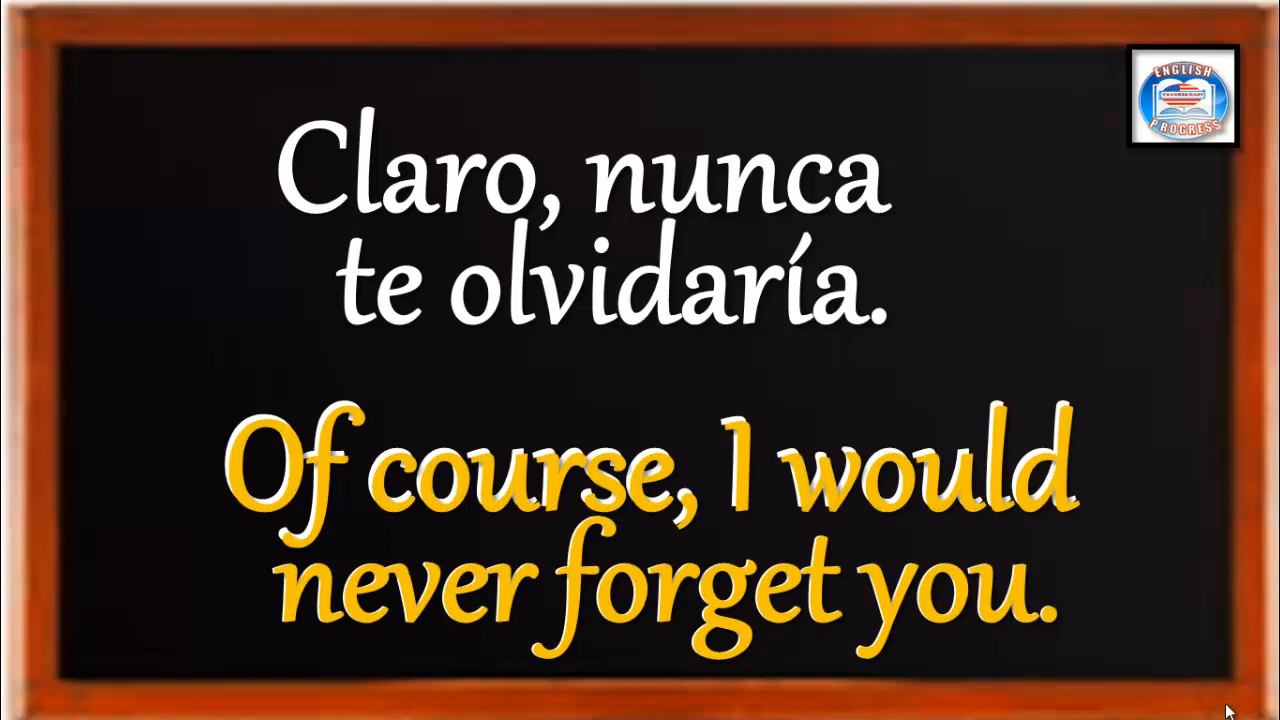 ENGLISH
PROGRESS
Claro, nunca
te olvidaría.
Of course, I would
never forget you.